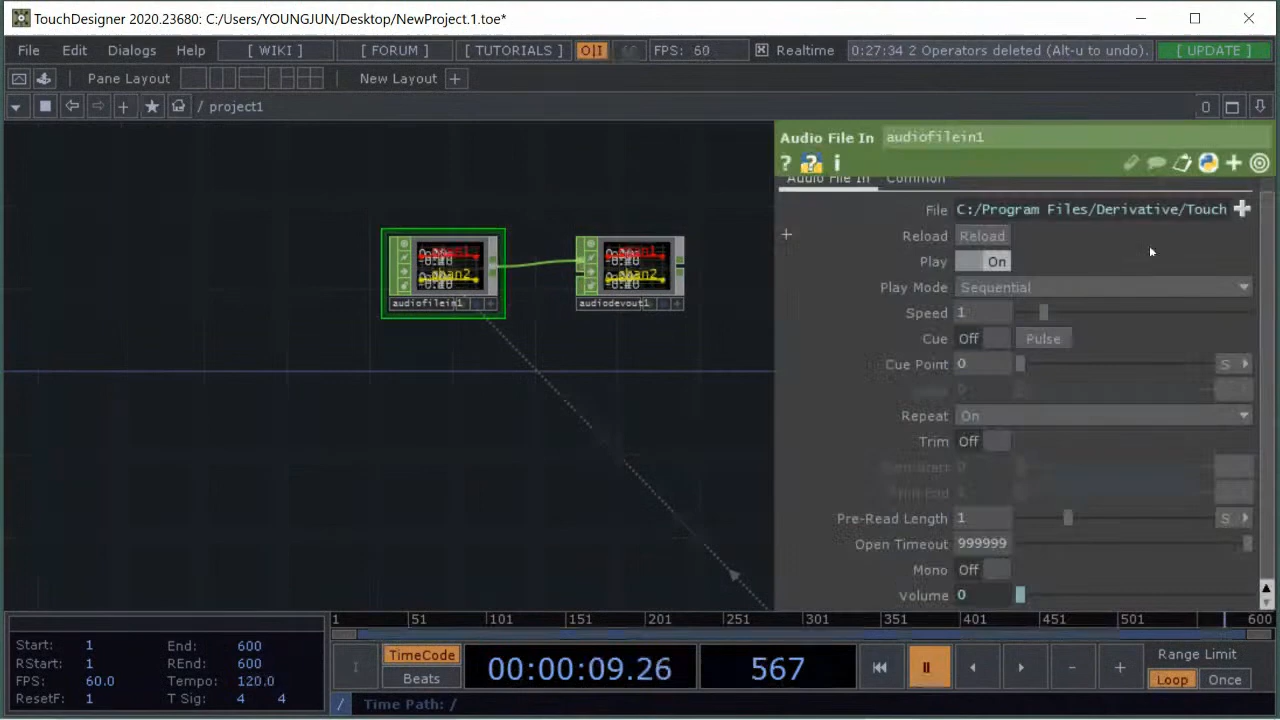 TouchDesigner 2020.23680: C:/Users/YOUNGJUN/Desktop/NewProject.1.toe*
File Edit Dialogs Help [ WIKI ] [ FORUM ] [ TUTORIALS ] O|I FPS: 60 Realtime 0:27:34 2 Operators deleted (Alt-u to undo). [ UPDATE ]
Pane Layout New Layout +
/ project1 0
Audio File In audiofilein1
? i
Audio File In Common
File C:/Program Files/Derivative/Touch
Reload Reload
Play On
Play Mode Sequential
Speed 1
Cue Off Pulse
Cue Point 0 S
Repeat On
Trim Off
Pre-Read Length 1 S
Open Timeout 999999
Mono Off
Volume 0
chan2 chan2
audiofilein1 audiodevout1
1 51 101 151 201 251 301 351 401 451 501 551 600
Start: 1 End: 600
RStart: 1 REnd: 600
FPS: 60.0 Tempo: 120.0
ResetF: 1 T Sig: 4 4
TimeCode
Beats
00:00:09.26 567
Range Limit
Loop Once
/ Time Path: /